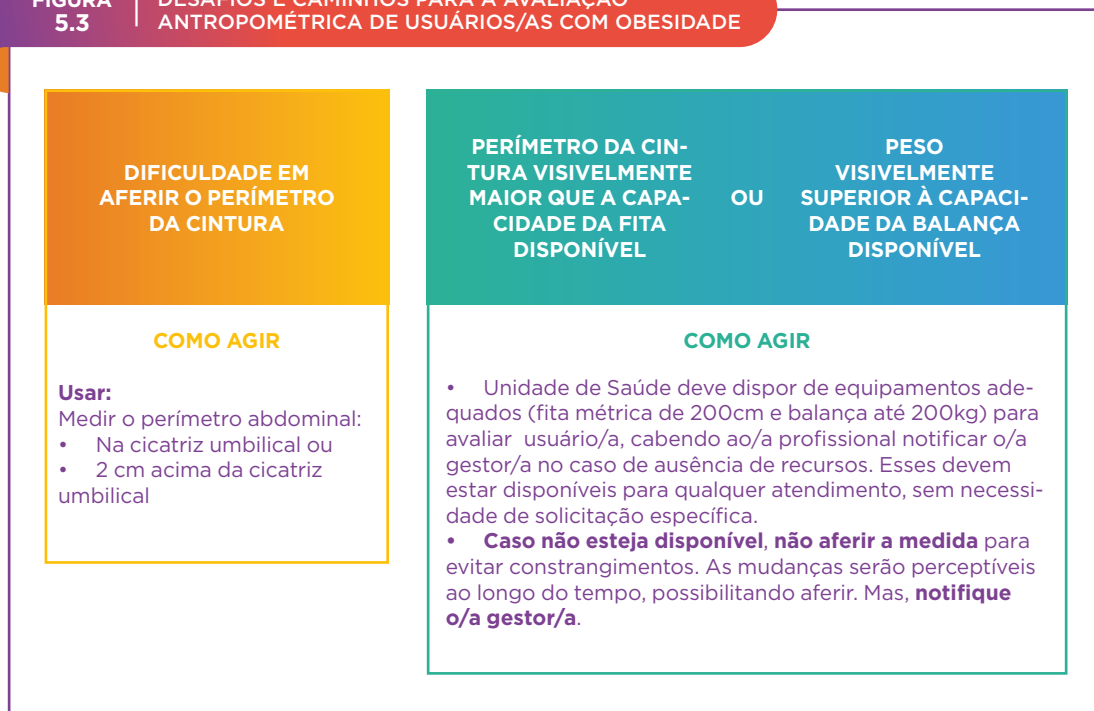 FIGURA
5.3
DESAFIOS E CAMINHOS PARA A AVALIAÇÃO
ANTROPOMÉTRICA DE USUÁRIOS/AS COM OBESIDADE
DIFICULDADE EM
AFERIR O PERÍMETRO
DA CINTURA
COMO AGIR
Usar:
Medir o perímetro abdominal:
• Na cicatriz umbilical ou
• 2 cm acima da cicatriz
umbilical
PERÍMETRO DA CIN-
TURA VISIVELMENTE
MAIOR QUE A CAPA-
CIDADE DA FITA
DISPONÍVEL
OU
PESO
VISIVELMENTE
SUPERIOR À CAPACI-
DADE DA BALANÇA
DISPONÍVEL
COMO AGIR
• Unidade de Saúde deve dispor de equipamentos ade-
quados (fita métrica de 200cm e balança até 200kg) para
avaliar usuário/a, cabendo ao/a profissional notificar o/a
gestor/a no caso de ausência de recursos. Esses devem
estar disponíveis para qualquer atendimento, sem necessi-
dade de solicitação específica.
• Caso não esteja disponível, não aferir a medida para
evitar constrangimentos. As mudanças serão perceptíveis
ao longo do tempo, possibilitando aferir. Mas, notifique
o/a gestor/a.